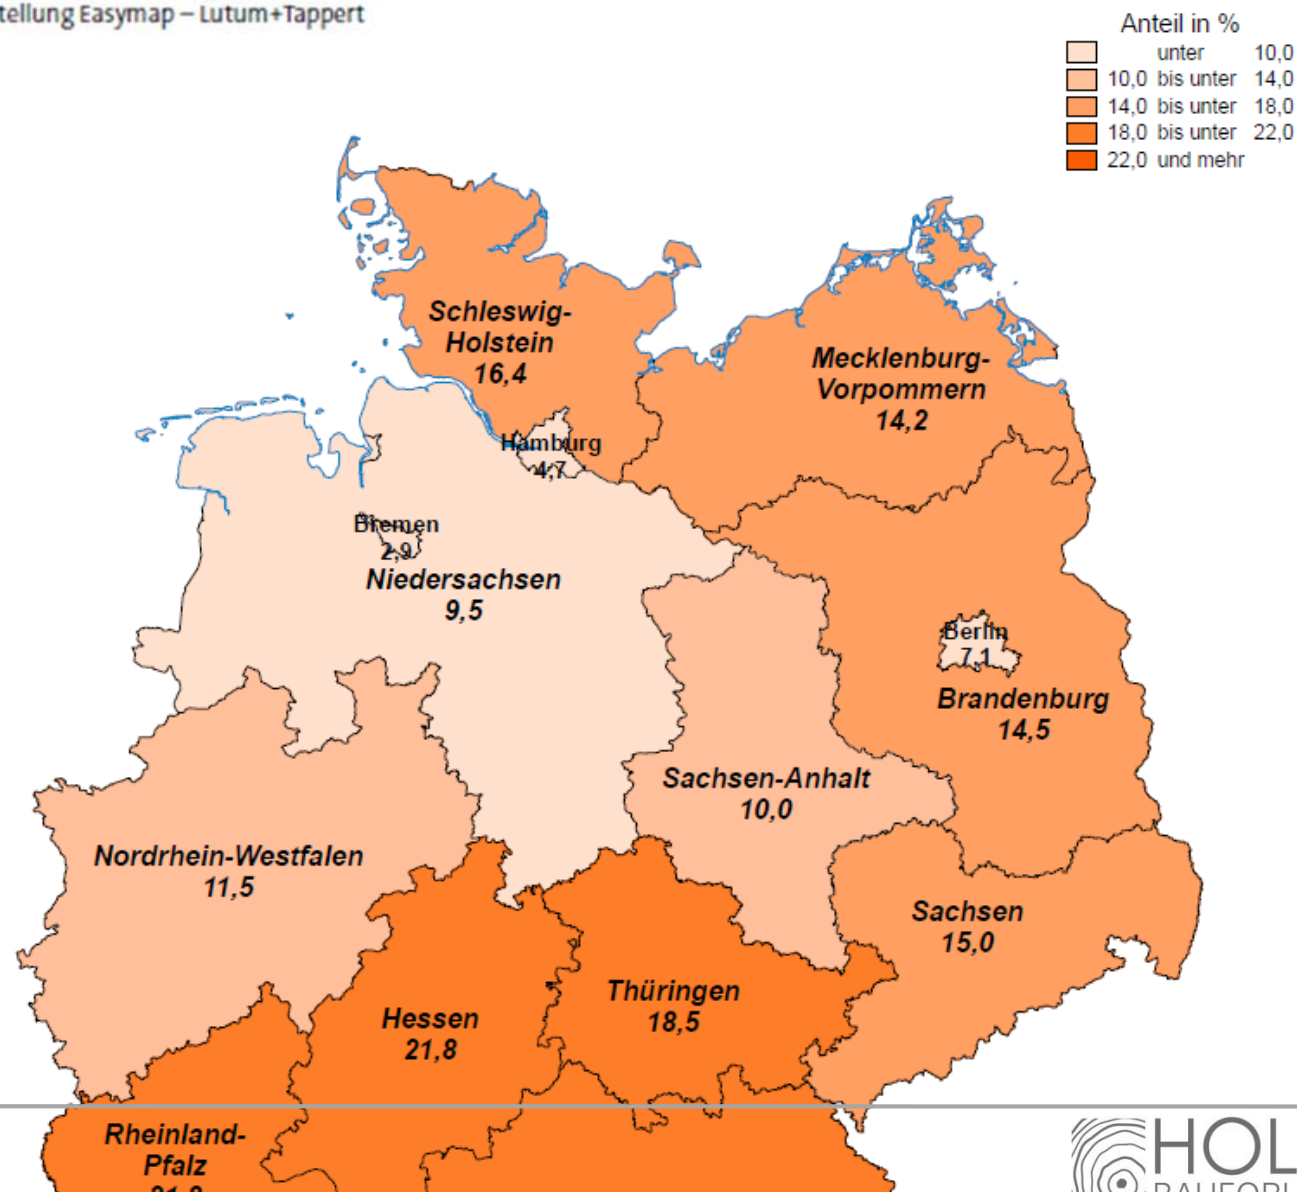 tellung Easymap – Lutum+Tappert
Anteil in %
unter 10,0
10,0 bis unter 14,0
14,0 bis unter 18,0
18,0 bis unter 22,0
22,0 und mehr
Schleswig-
Holstein
16,4
Mecklenburg-
Vorpommern
14,2
Hamburg
4,7
Bremen
2,9
Niedersachsen
9,5
Berlin
7,1
Brandenburg
14,5
Sachsen-Anhalt
10,0
Nordrhein-Westfalen
11,5
Sachsen
15,0
Thüringen
18,5
Hessen
21,8
Rheinland-
Pfalz
HOL